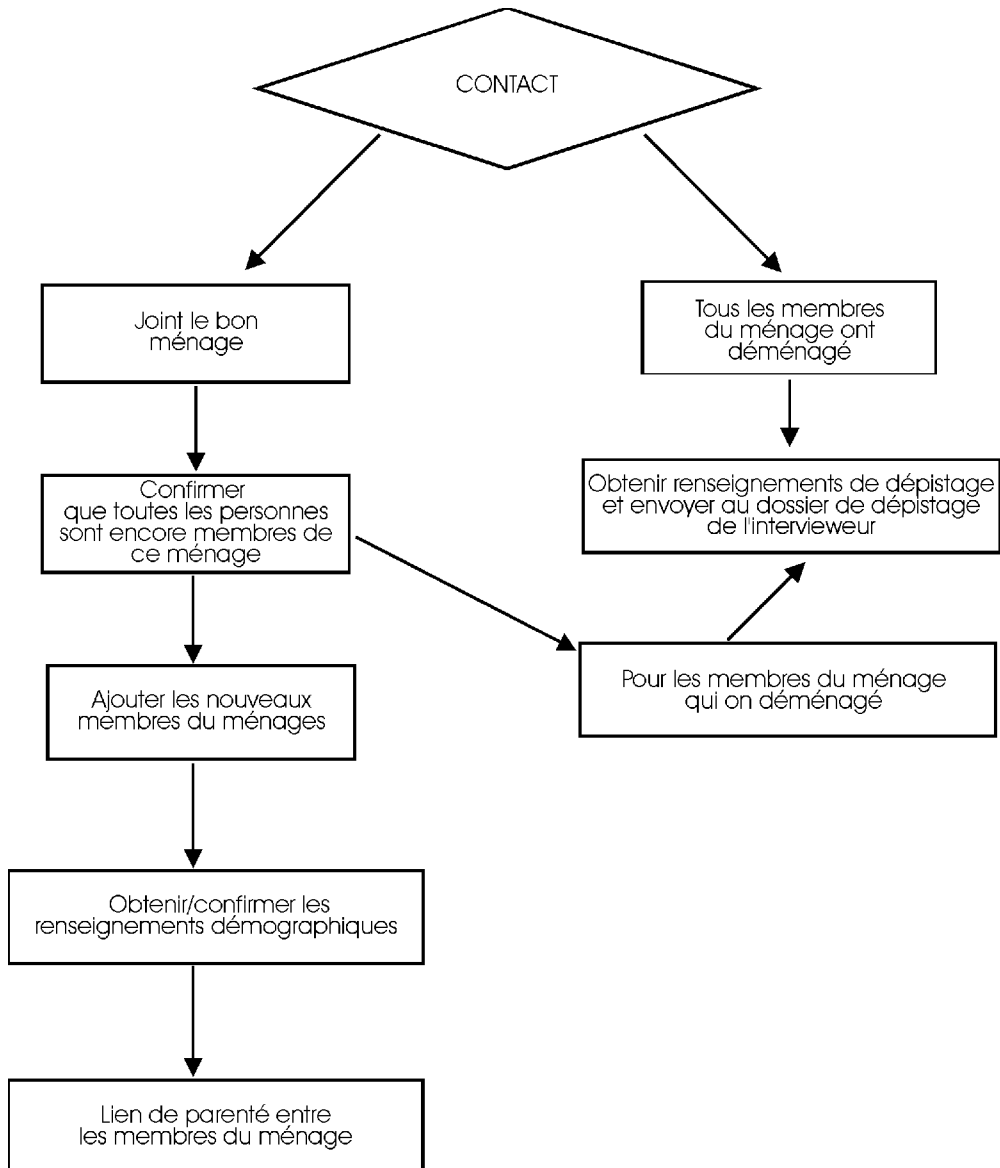 CONTACT
Joint le bon
ménage
Tous les membres
du ménage ont
déménagé
Confirmer
que toutes les personnes
sont encore membres de
ce ménage
Obtenir renseignements de dépistage
et envoyer au dossier de dépistage
de l'intervieweur
Ajouter les nouveaux
membres du ménages
Pour les membres du ménage
qui on déménagé
Obtenir/confirmer les
renseignements démographiques
Lien de parenté entre
les membres du ménage